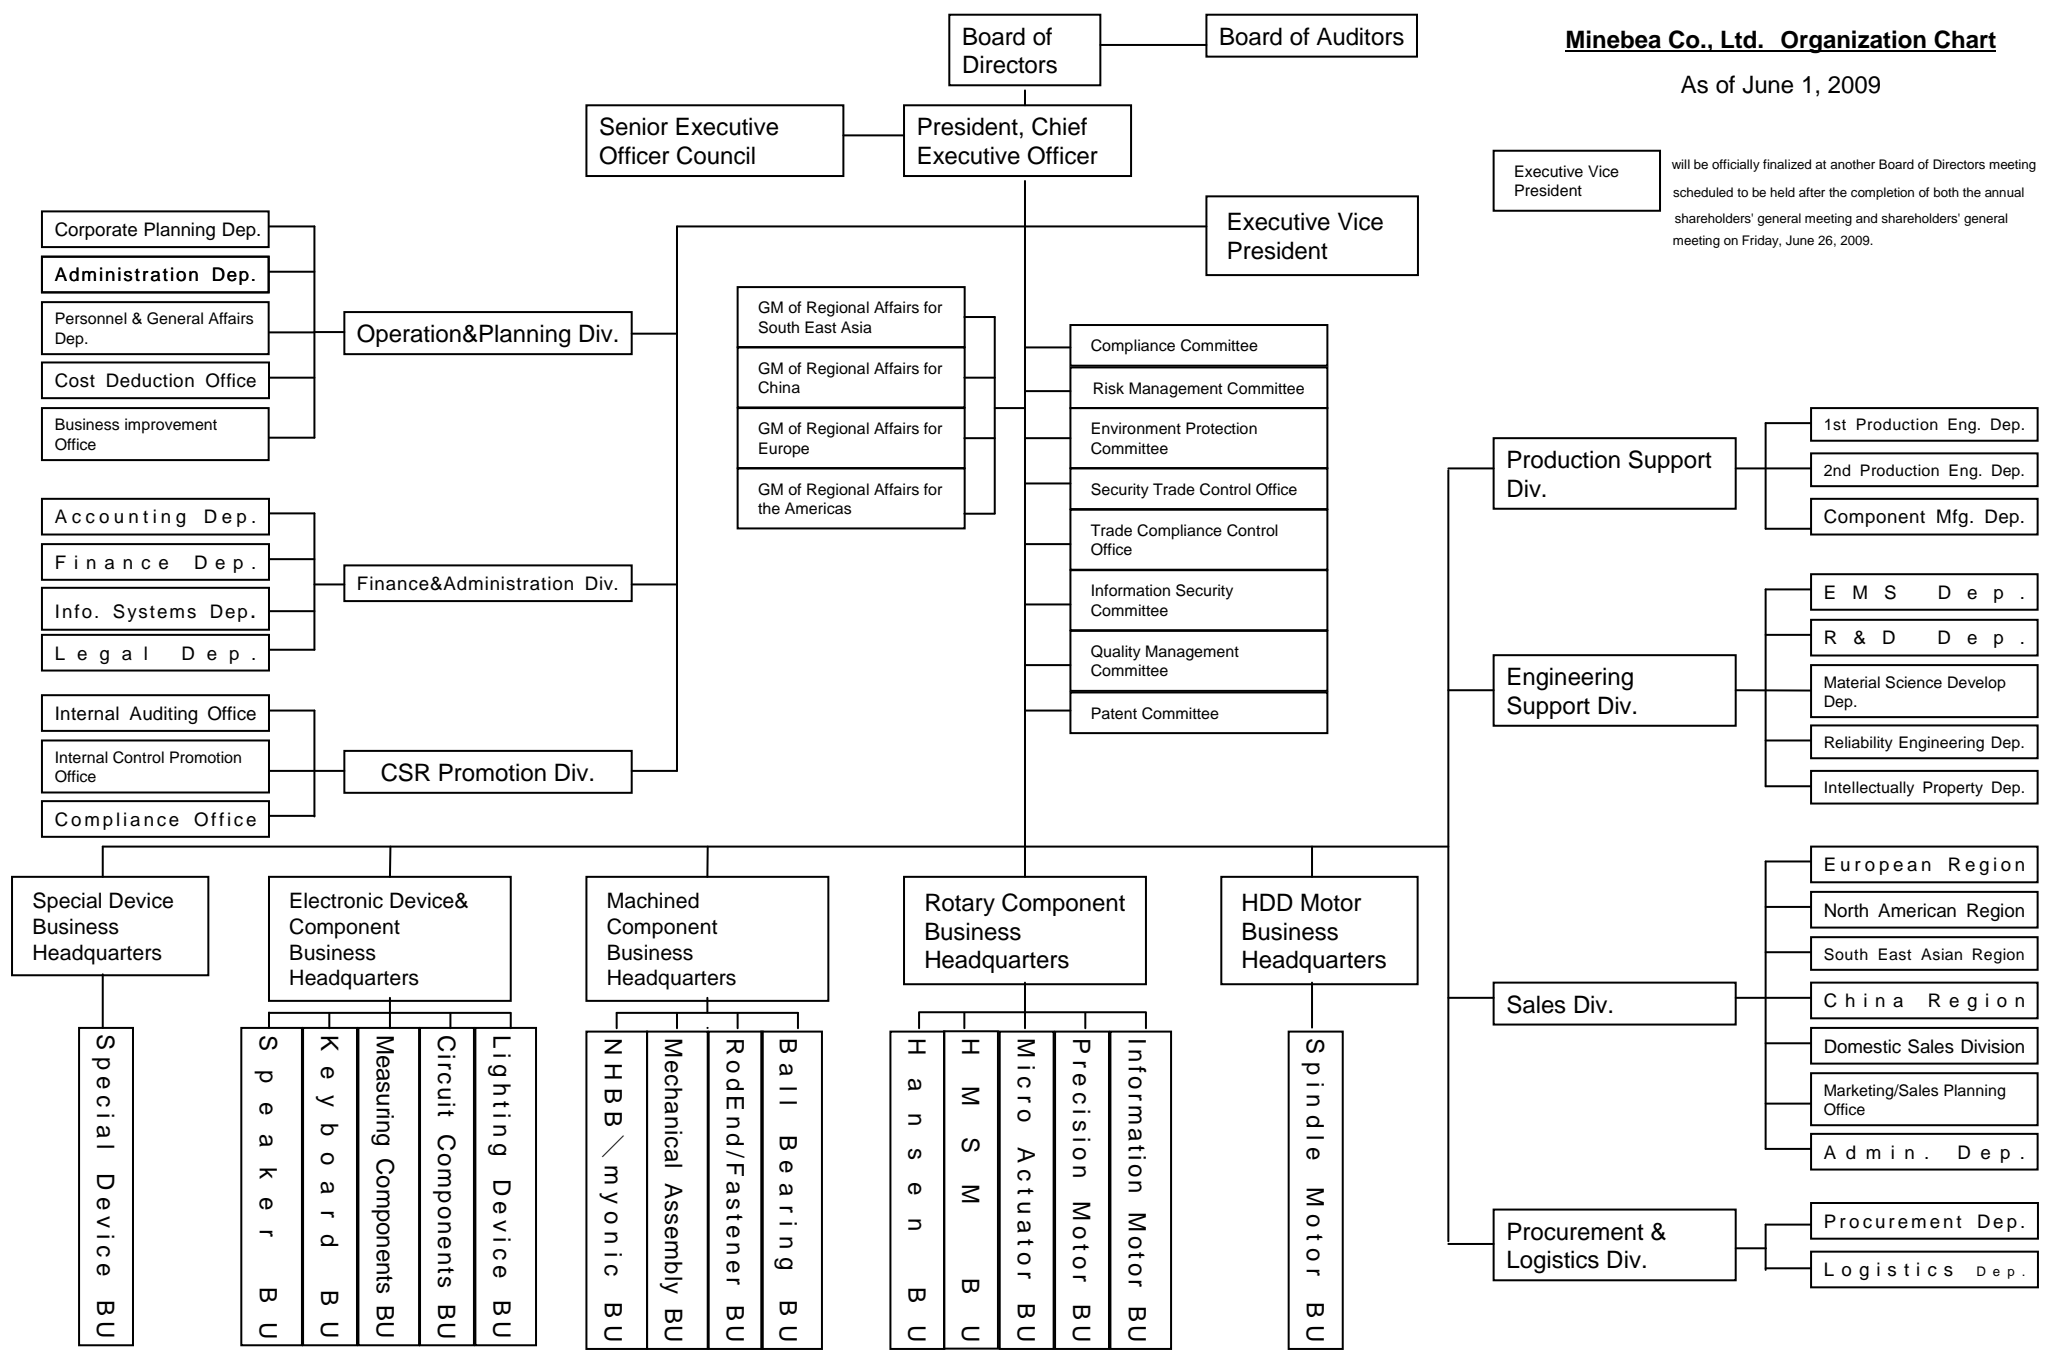 Board of
Directors
Board of Auditors
Minebea Co., Ltd. Organization Chart
As of June 1, 2009
Senior Executive
Officer Council
President, Chief
Executive Officer
Executive Vice
President
will be officially finalized at another Board of Directors meeting
scheduled to be held after the completion of both the annual
shareholders' general meeting and shareholders' general
meeting on Friday, June 26, 2009.
Executive Vice
President
Corporate Planning Dep.
Administration Dep.
Personnel & General Affairs
Dep.
Cost Deduction Office
Business improvement
Office
Operation&Planning Div.
Accounting Dep.
Finance Dep.
Info. Systems Dep.
Legal Dep.
Finance&Administration Div.
Internal Auditing Office
Internal Control Promotion
Office
Compliance Office
CSR Promotion Div.
GM of Regional Affairs for
South East Asia
GM of Regional Affairs for
China
GM of Regional Affairs for
Europe
GM of Regional Affairs for
the Americas
Compliance Committee
Risk Management Committee
Environment Protection
Committee
Security Trade Control Office
Trade Compliance Control
Office
Information Security
Committee
Quality Management
Committee
Patent Committee
Production Support
Div.
1st Production Eng. Dep.
2nd Production Eng. Dep.
Component Mfg. Dep.
Engineering
Support Div.
EMS Dep.
R&D Dep.
Material Science Develop
Dep.
Reliability Engineering Dep.
Intellectually Property Dep.
Sales Div.
European Region
North American Region
South East Asian Region
China Region
Domestic Sales Division
Marketing/Sales Planning
Office
Admin. Dep.
Procurement &
Logistics Div.
Procurement Dep.
Logistics Dep.
Special Device
Business
Headquarters
Electronic Device&
Component
Business
Headquarters
Machined
Component
Business
Headquarters
Rotary Component
Business
Headquarters
HDD Motor
Business
Headquarters
Special Device BU
Speaker BU
Keyboard BU
Measuring Components BU
Circuit Components BU
Lighting Device BU
NHBB／myonic BU
Mechanical Assembly BU
RodEnd/Fastener BU
Ball Bearing BU
Hansen BU
HMSM BU
Micro Actuator BU
Precision Motor BU
Information Motor BU
Spindle Motor BU